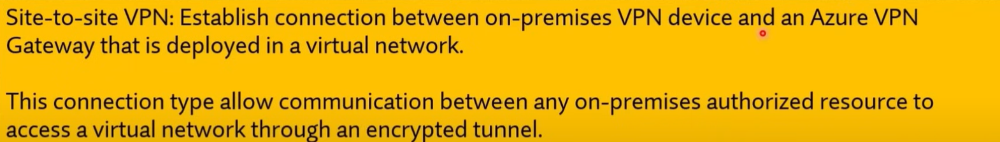 Site-to-site VPN: Establish connection between on-premises VPN device and an Azure VPN
Gateway that is deployed in a virtual network.
This connection type allow communication between any on-premises authorized resource to
access a virtual network through an encrypted tunnel.